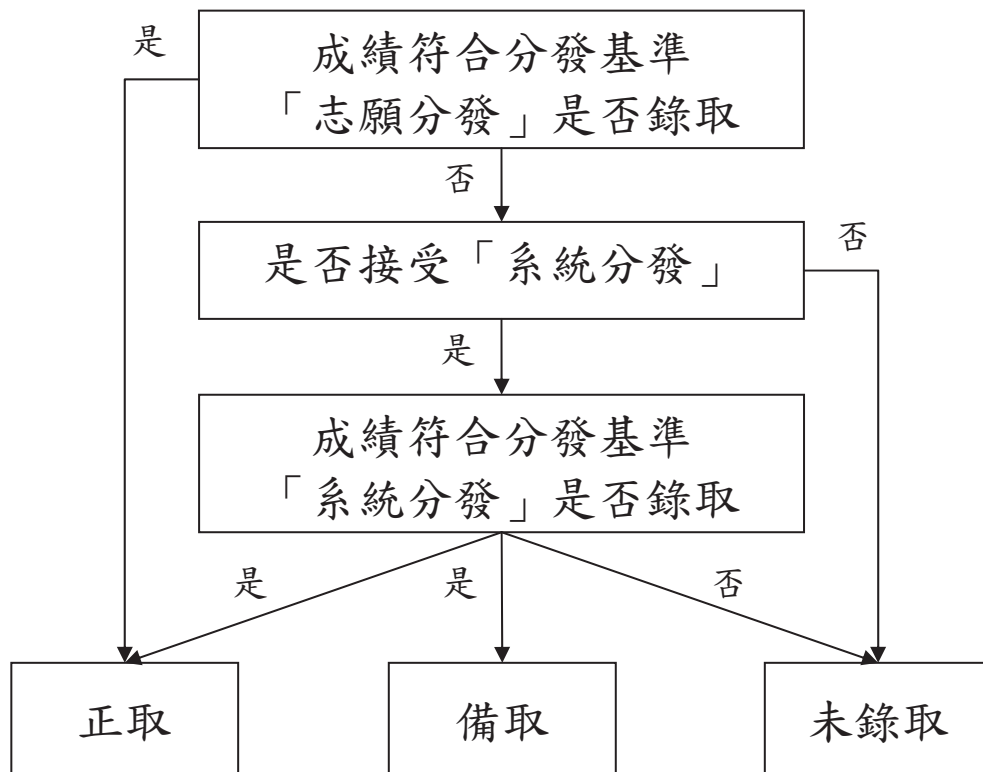 是
成績符合分發基準
「志願分發」是否錄取
否
是否接受「系統分發」
否
是
成績符合分發基準
「系統分發」是否錄取
是
是
否
正取
備取
未錄取